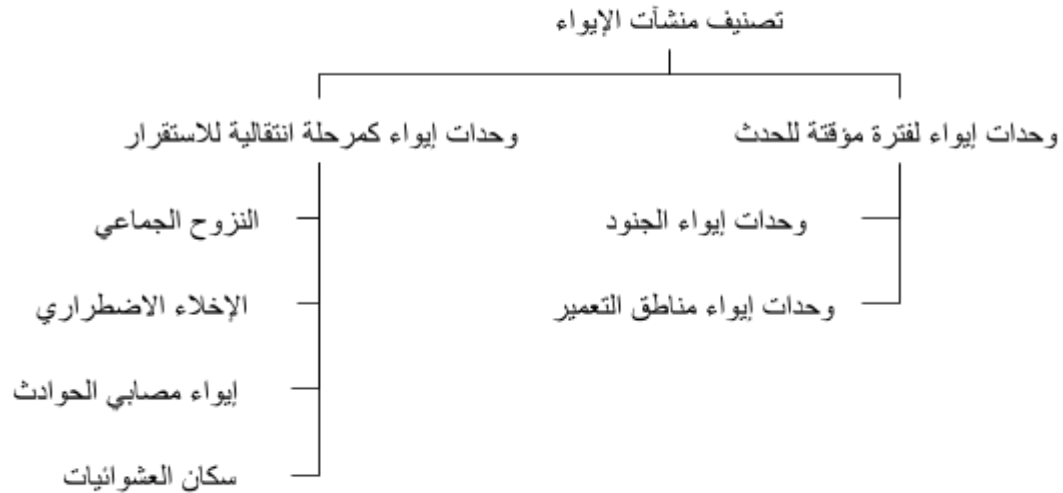 تصنيف منشآت الإيواء
وحدات إيواء لفترة مؤقتة للحدث
وحدات إيواء الجنود
وحدات إيواء مناطق التعمير
وحدات إيواء كمرحلة انتقالية للاستقرار
النزوح الجماعي
الإخلاء الاضطراري
إيواء مصابي الحوادث
سكان العشوائيات